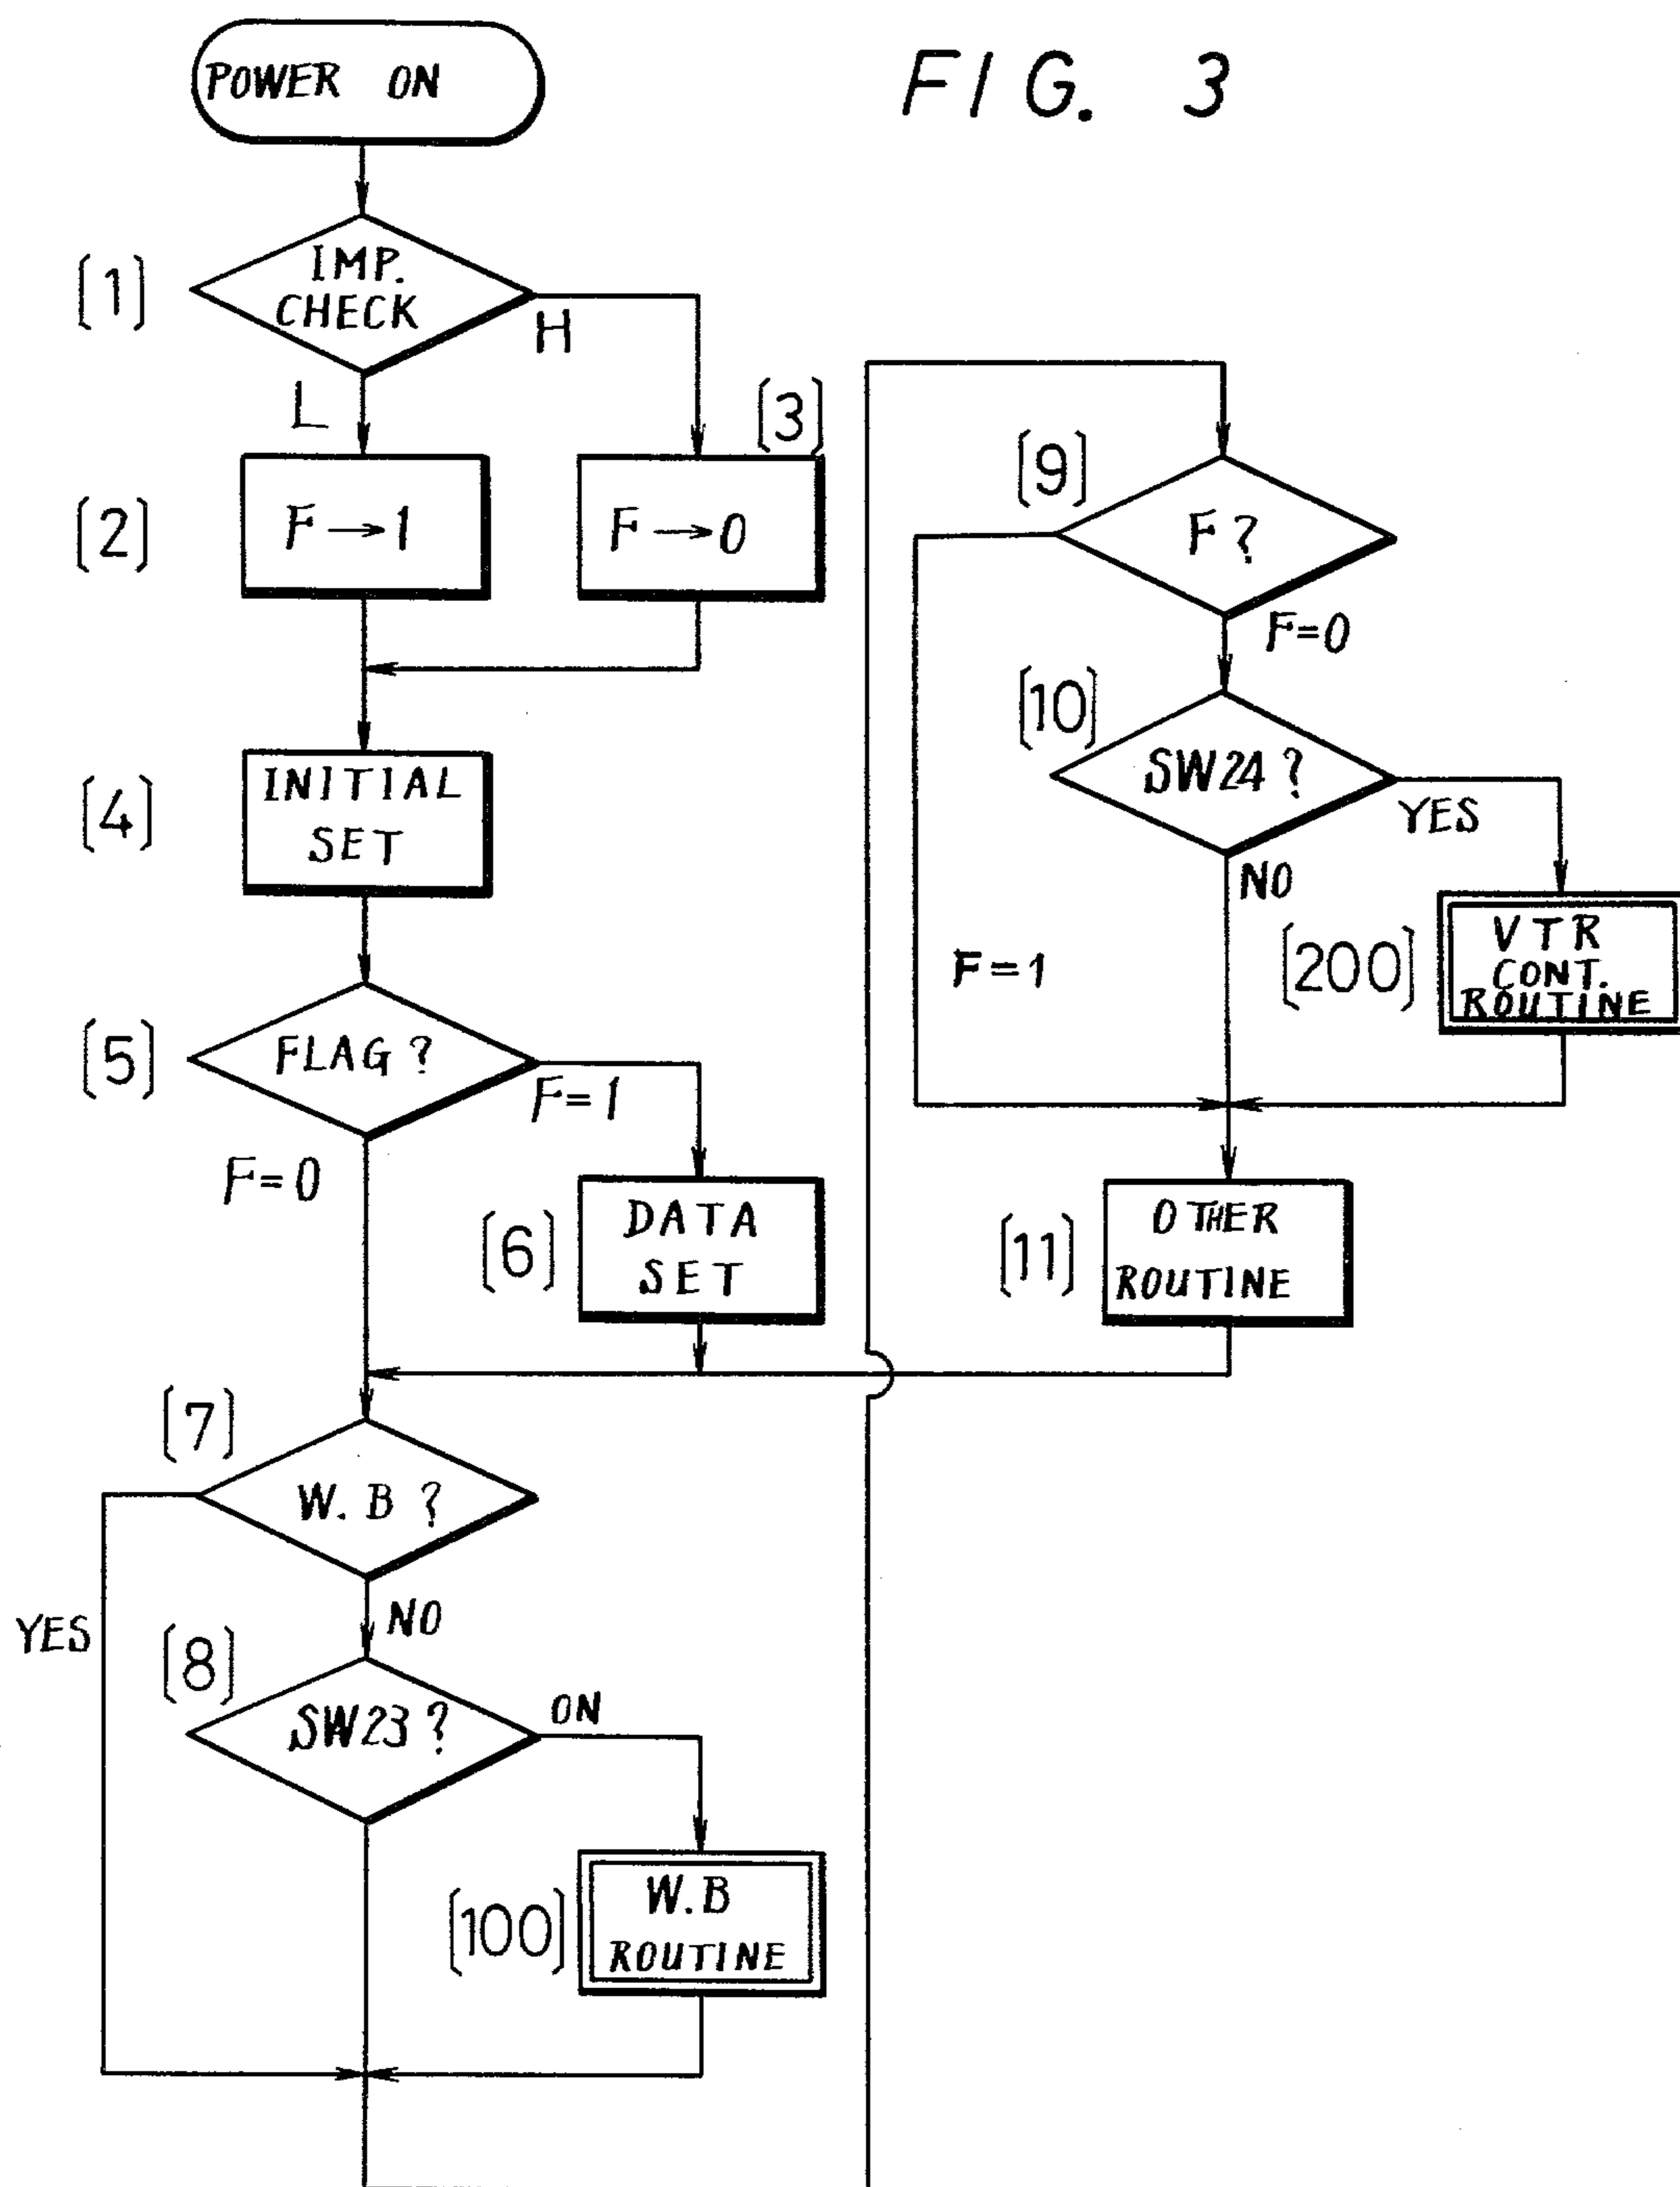 FIG. 3
POWER ON
[1]
IMP.
CHECK
H
L
[3]
[2]
F→1
F→0
[4]
INITIAL
SET
[5]
FLAG?
F=1
F=0
[6]
DATA
SET
[7]
W.B?
YES
NO
[8]
SW23?
ON
[100]
W.B
ROUTINE
[9]
F?
F=0
[10]
SW24?
YES
NO
F=1
[200]
VTR
CONT.
ROUTINE
[11]
OTHER
ROUTINE